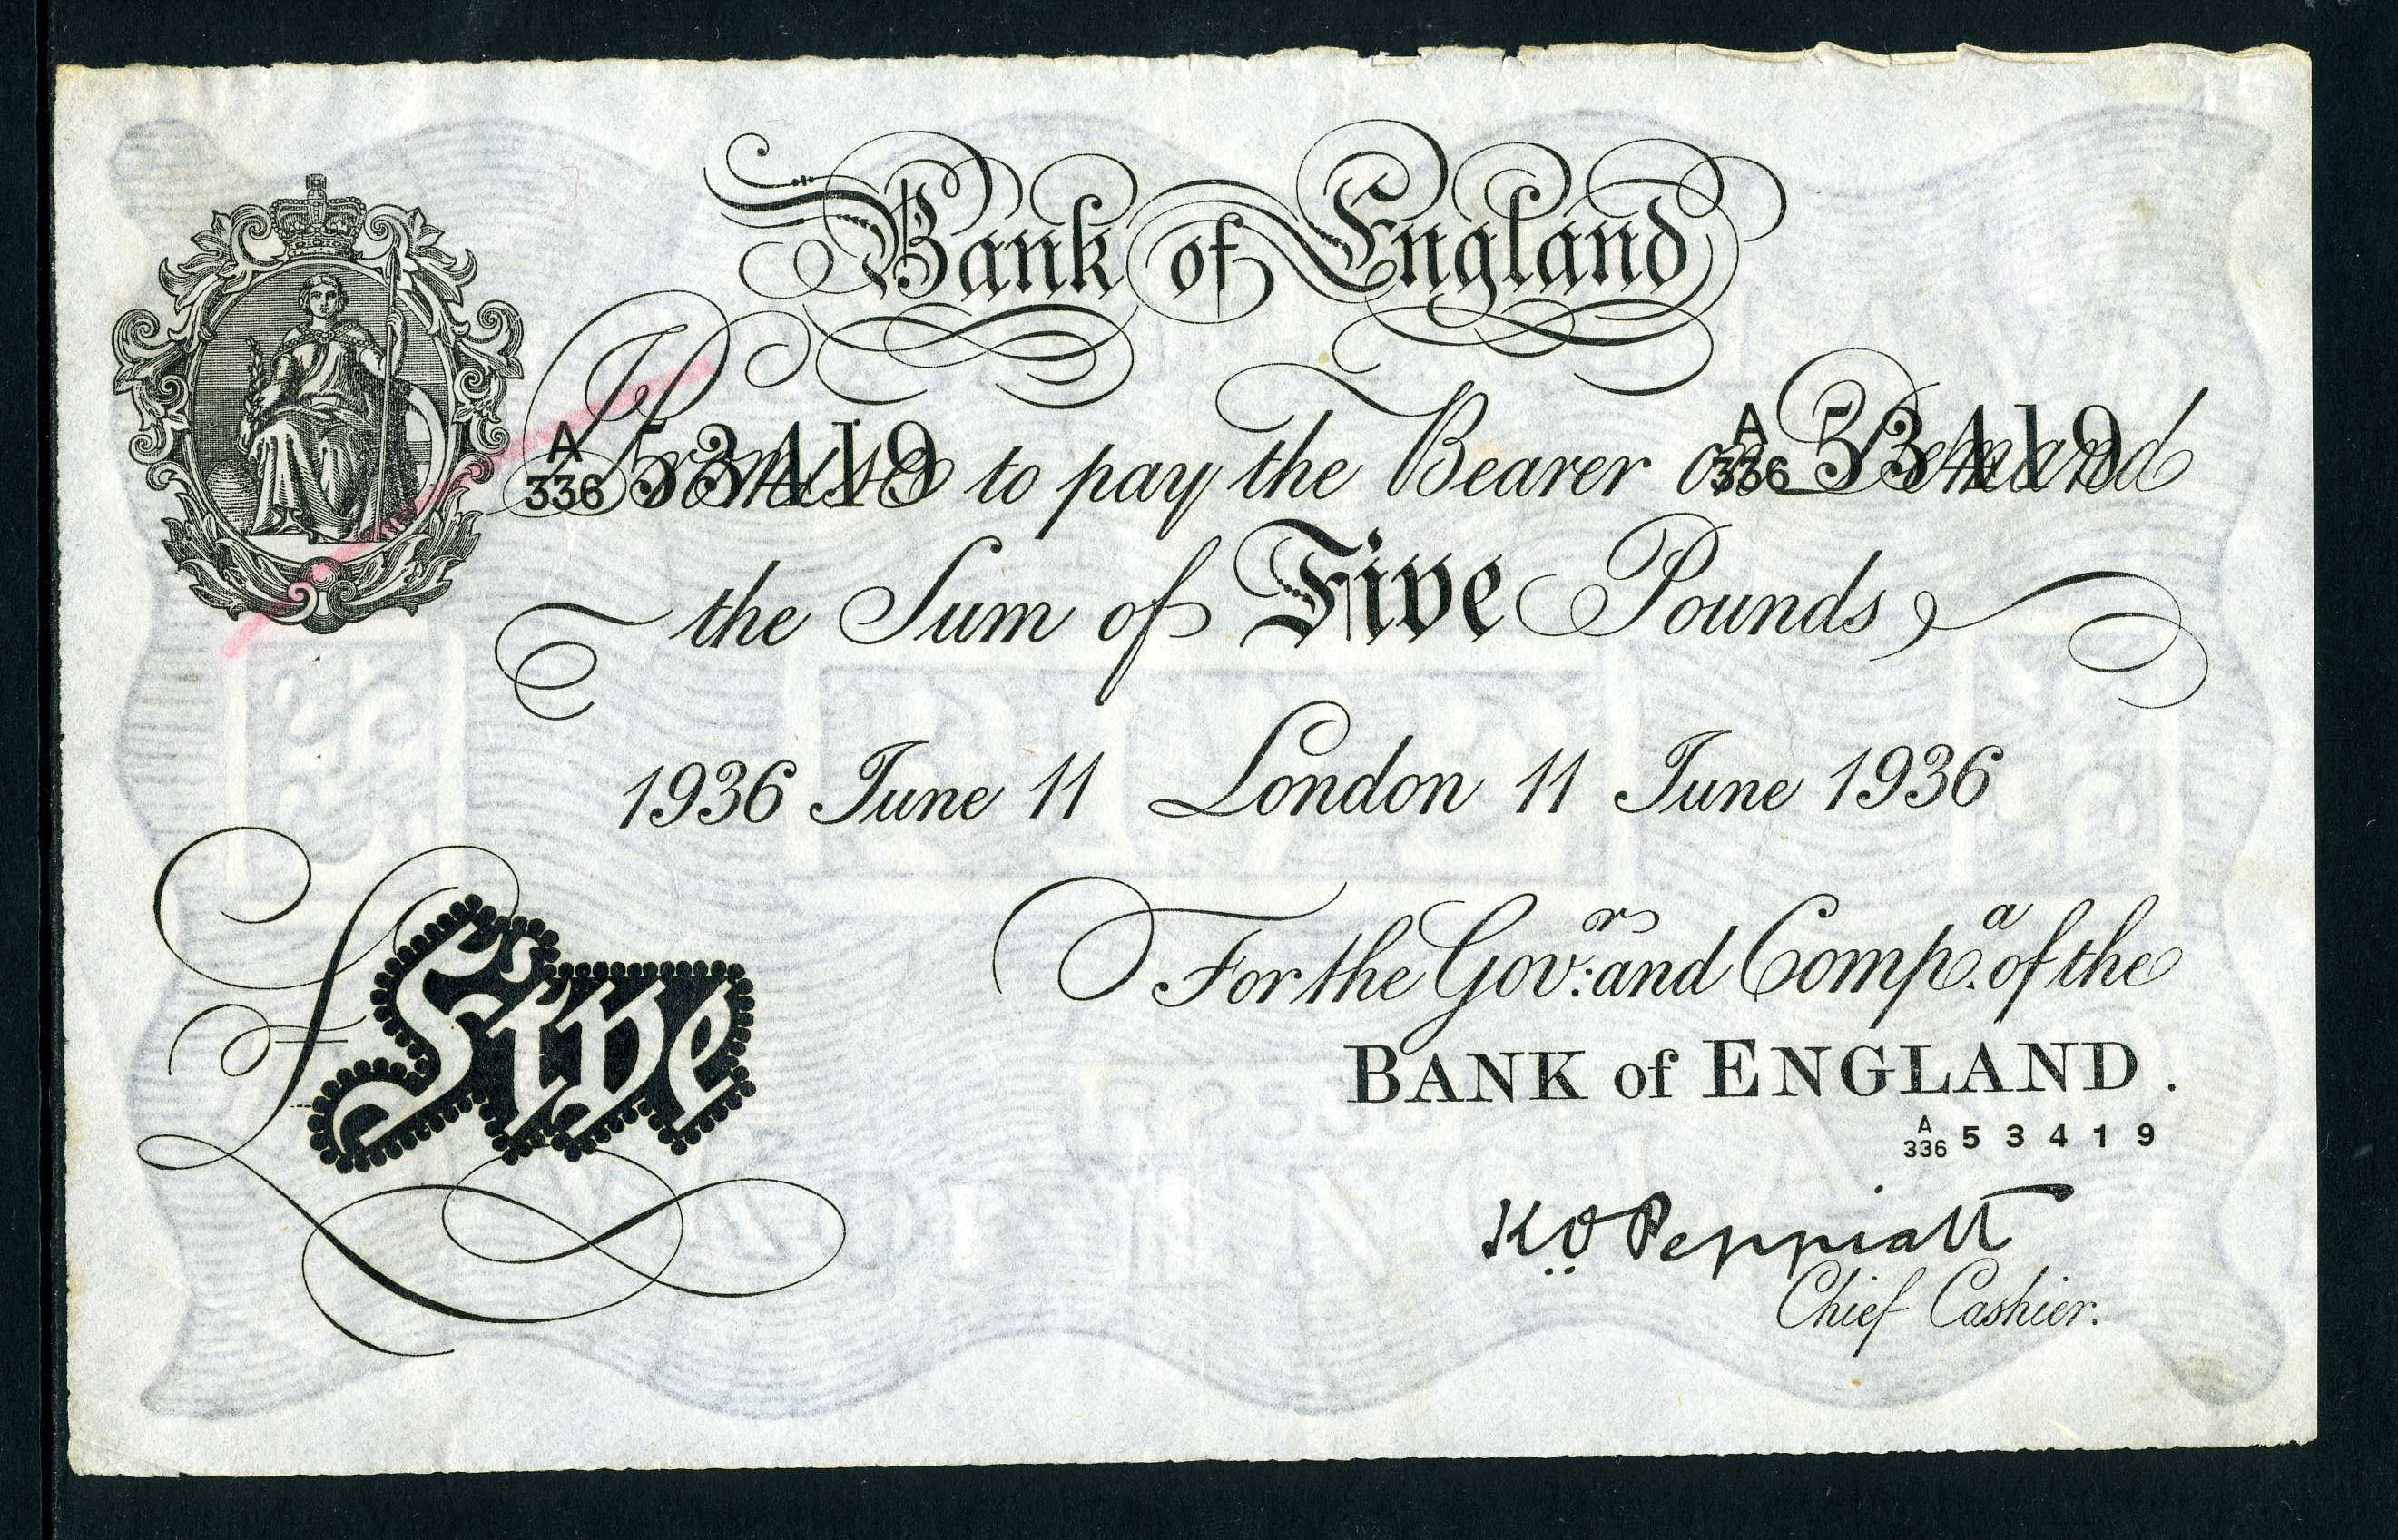 Bank of England
A 336 53419 A 336 53419
I Promise to pay the Bearer on Demand
the Sum of Five Pounds
1936 June 11 London 11 June 1936
For the Gov.r and Comp.a of the
£Five
BANK of ENGLAND.
A 336 53419
K.O. Peppiatt
Chief Cashier.